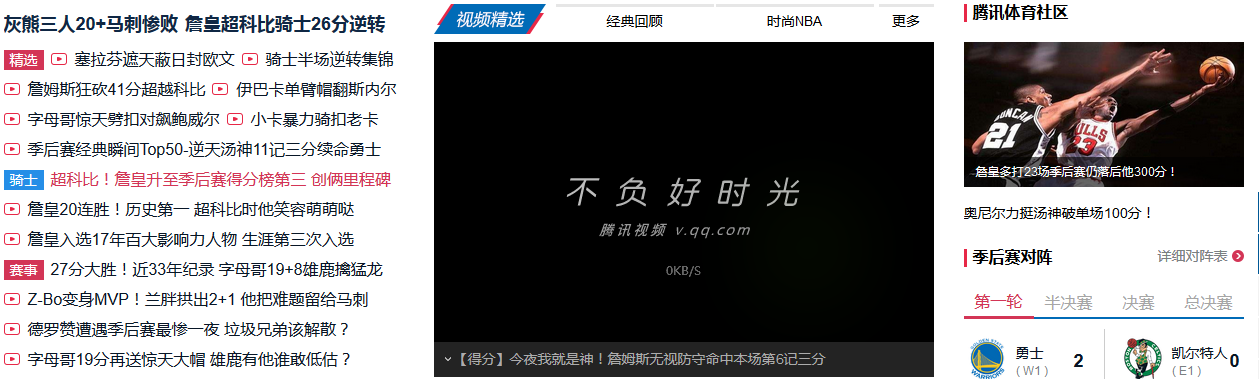 灰熊三人20+马刺惨败 詹皇超科比骑士26分逆转
精选 塞拉芬遮天蔽日封欧文 骑士半场逆转集锦
詹姆斯狂砍41分超越科比 伊巴卡单臂帽翻斯内尔
字母哥惊天劈扣对飙鲍威尔 小卡暴力骑扣老卡
季后赛经典瞬间Top50-逆天汤神11记三分续命勇士
骑士 超科比！詹皇升至季后赛得分榜第三 创俩里程碑
詹皇20连胜！历史第一 超科比时他笑容萌萌哒
詹皇入选17年百大影响力人物 生涯第三次入选
赛事 27分大胜！近33年纪录 字母哥19+8雄鹿擒猛龙
Z-Bo变身MVP！兰胖拱出2+1 他把难题留给马刺
德罗赞遭遇季后赛最惨一夜 垃圾兄弟该解散？
字母哥19分再送惊天大帽 雄鹿有他谁敢低估？
视频精选 经典回顾 时尚NBA 更多
不负好时光
腾讯视频 v.qq.com
0KB/S
【得分】今夜我就是神！詹姆斯无视防守命中本场第6记三分
腾讯体育社区
DUNCAN
21
BULLS
23
詹皇多打23场季后赛仍落后他300分！
奥尼尔力挺汤神破单场100分！
季后赛对阵 详细对阵表
第一轮 半决赛 决赛 总决赛
GOLDEN STATE
WARRIORS
勇士
( W1 )
2
凯尔特人
( E1 )
0